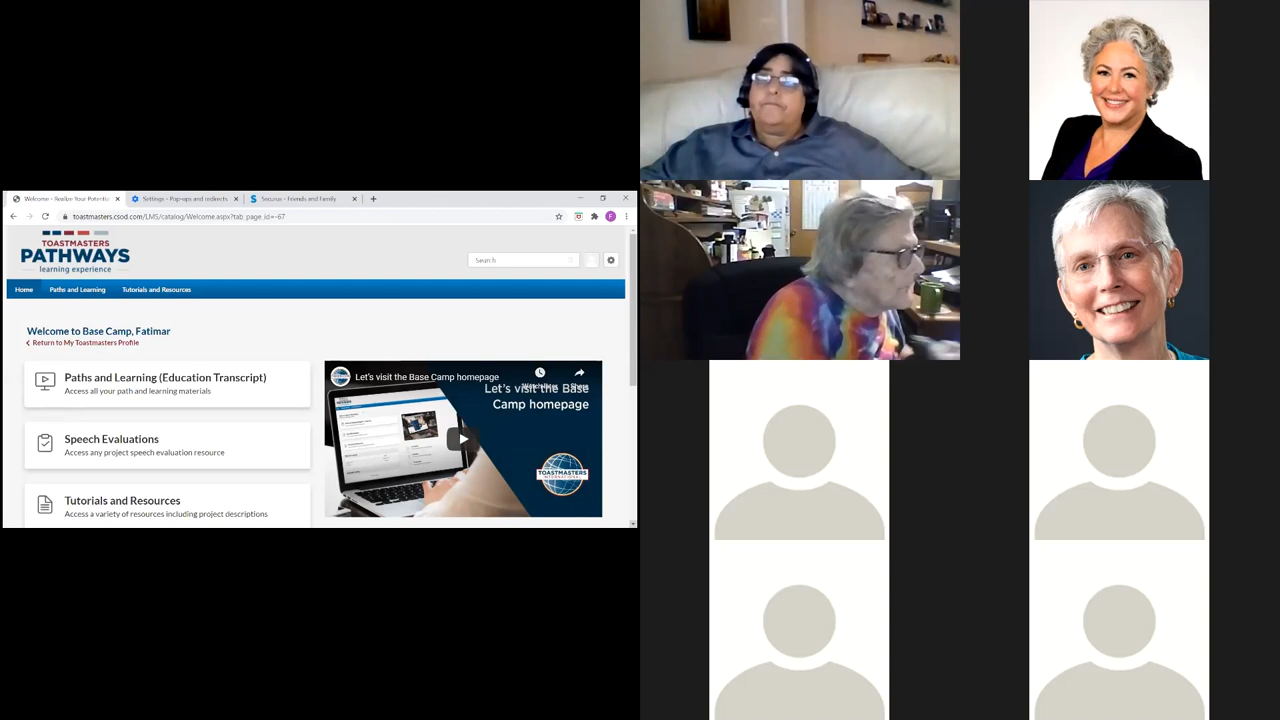 Welcome - Realize Your Potentia
Settings - Pop-ups and redirects
Securus - Friends and Family
toastmasters.csod.com/LMS/catalog/Welcome.aspx?tab_page_id=-67
F
TOASTMASTERS
PATHWAYS
learning experience
Search
Home
Paths and Learning
Tutorials and Resources
Welcome to Base Camp, Fatimar
Return to My Toastmasters Profile
Paths and Learning (Education Transcript)
Access all your path and learning materials
Speech Evaluations
Access any project speech evaluation resource
Tutorials and Resources
Access a variety of resources including project descriptions
Let's visit the Base Camp homepage
Share
Let's visit the Base
Camp homepage
TOASTMASTERS
INTERNATIONAL